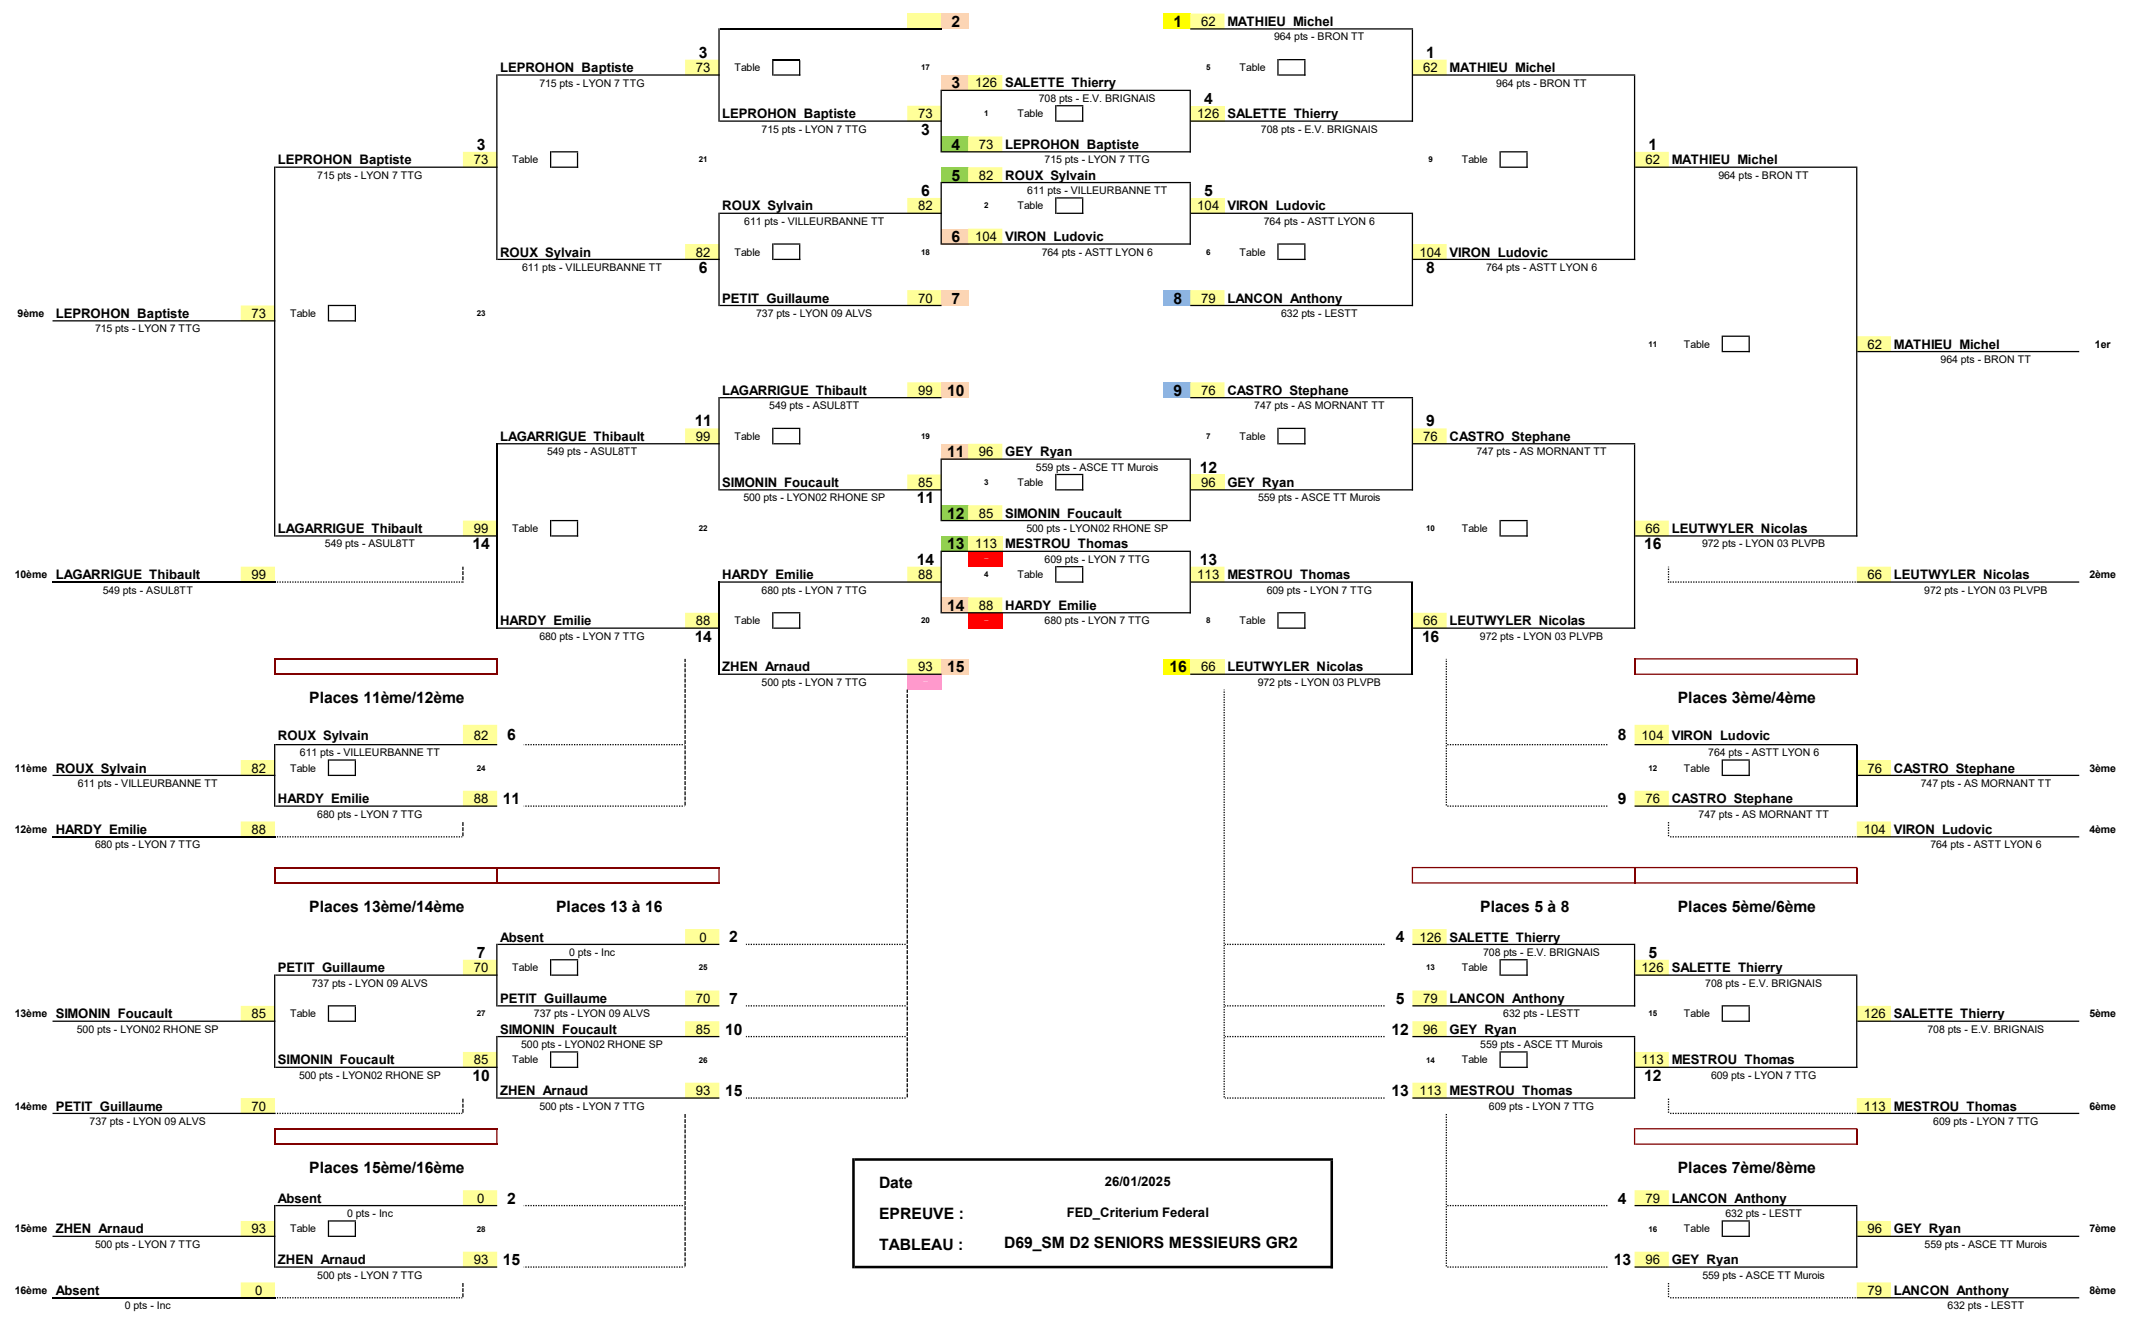 2
1 62 MATHIEU Michel
964 pts - BRON TT
3
1
LEPROHON Baptiste 73 Table 17
5 Table 62 MATHIEU Michel
715 pts - LYON 7 TTG
964 pts - BRON TT
3 126 SALETTE Thierry
708 pts - E.V. BRIGNAIS
4
LEPROHON Baptiste 73 1 Table 126 SALETTE Thierry
715 pts - LYON 7 TTG
3
708 pts - E.V. BRIGNAIS
3
4 73 LEPROHON Baptiste
1
LEPROHON Baptiste 73 Table 21
715 pts - LYON 7 TTG
9 Table 62 MATHIEU Michel
715 pts - LYON 7 TTG
5 82 ROUX Sylvain
964 pts - BRON TT
6
611 pts - VILLEURBANNE TT
5
ROUX Sylvain 82 2 Table 104 VIRON Ludovic
611 pts - VILLEURBANNE TT
764 pts - ASTT LYON 6
6 104 VIRON Ludovic
ROUX Sylvain 82 Table 18
764 pts - ASTT LYON 6
6 Table 104 VIRON Ludovic
611 pts - VILLEURBANNE TT
6
8
764 pts - ASTT LYON 6
PETIT Guillaume 70 7
8 79 LANCON Anthony
9ème LEPROHON Baptiste 73 Table 23
737 pts - LYON 09 ALVS
632 pts - LESTT
715 pts - LYON 7 TTG
11 Table 62 MATHIEU Michel 1er
964 pts - BRON TT
LAGARRIGUE Thibault 99 10
9 76 CASTRO Stephane
549 pts - ASUL8TT
747 pts - AS MORNANT TT
11
9
LAGARRIGUE Thibault 99 Table 19
7 Table 76 CASTRO Stephane
549 pts - ASUL8TT
11 96 GEY Ryan
747 pts - AS MORNANT TT
559 pts - ASCE TT Murois
12
SIMONIN Foucault 85 3 Table 96 GEY Ryan
500 pts - LYON02 RHONE SP
11
559 pts - ASCE TT Murois
12 85 SIMONIN Foucault
LAGARRIGUE Thibault 99 Table 22
500 pts - LYON02 RHONE SP
10 Table 66 LEUTWYLER Nicolas
549 pts - ASUL8TT
14
13 113 MESTROU Thomas
16
972 pts - LYON 03 PLVPB
14
609 pts - LYON 7 TTG
13
10ème LAGARRIGUE Thibault 99
HARDY Emilie 88 4 Table 113 MESTROU Thomas
66 LEUTWYLER Nicolas 2ème
549 pts - ASUL8TT
680 pts - LYON 7 TTG
609 pts - LYON 7 TTG
972 pts - LYON 03 PLVPB
14 88 HARDY Emilie
HARDY Emilie 88 Table 20
680 pts - LYON 7 TTG
8 Table 66 LEUTWYLER Nicolas
680 pts - LYON 7 TTG
14
16
972 pts - LYON 03 PLVPB
ZHEN Arnaud 93 15
16 66 LEUTWYLER Nicolas
500 pts - LYON 7 TTG
972 pts - LYON 03 PLVPB
Places 11ème/12ème
Places 3ème/4ème
ROUX Sylvain 82 6
8 104 VIRON Ludovic
611 pts - VILLEURBANNE TT
764 pts - ASTT LYON 6
11ème ROUX Sylvain 82 Table 24
12 Table 76 CASTRO Stephane 3ème
611 pts - VILLEURBANNE TT
747 pts - AS MORNANT TT
HARDY Emilie 88 11
9 76 CASTRO Stephane
680 pts - LYON 7 TTG
747 pts - AS MORNANT TT
12ème HARDY Emilie 88
104 VIRON Ludovic 4ème
680 pts - LYON 7 TTG
764 pts - ASTT LYON 6
Places 13ème/14ème Places 13 à 16
Places 5 à 8 Places 5ème/6ème
Absent 0 2
4 126 SALETTE Thierry
7
0 pts - Inc
708 pts - E.V. BRIGNAIS
5
PETIT Guillaume 70 Table 25
13 Table 126 SALETTE Thierry
737 pts - LYON 09 ALVS
708 pts - E.V. BRIGNAIS
PETIT Guillaume 70 7
5 79 LANCON Anthony
13ème SIMONIN Foucault 85 Table 27
737 pts - LYON 09 ALVS
632 pts - LESTT
15 Table 126 SALETTE Thierry 5ème
500 pts - LYON02 RHONE SP
SIMONIN Foucault 85 10
12 96 GEY Ryan
708 pts - E.V. BRIGNAIS
500 pts - LYON02 RHONE SP
559 pts - ASCE TT Murois
SIMONIN Foucault 85 Table 26
14 Table 113 MESTROU Thomas
500 pts - LYON02 RHONE SP
10
12
609 pts - LYON 7 TTG
ZHEN Arnaud 93 15
13 113 MESTROU Thomas
14ème PETIT Guillaume 70
500 pts - LYON 7 TTG
609 pts - LYON 7 TTG
113 MESTROU Thomas 6ème
737 pts - LYON 09 ALVS
609 pts - LYON 7 TTG
Places 15ème/16ème
Places 7ème/8ème
Date 26/01/2025
Absent 0 2
4 79 LANCON Anthony
0 pts - Inc
EPREUVE : FED_Criterium Federal
632 pts - LESTT
15ème ZHEN Arnaud 93 Table 28
16 Table 96 GEY Ryan 7ème
500 pts - LYON 7 TTG
TABLEAU : D69_SM D2 SENIORS MESSIEURS GR2
559 pts - ASCE TT Murois
ZHEN Arnaud 93 15
13 96 GEY Ryan
500 pts - LYON 7 TTG
559 pts - ASCE TT Murois
16ème Absent 0
79 LANCON Anthony 8ème
0 pts - Inc
632 pts - LESTT